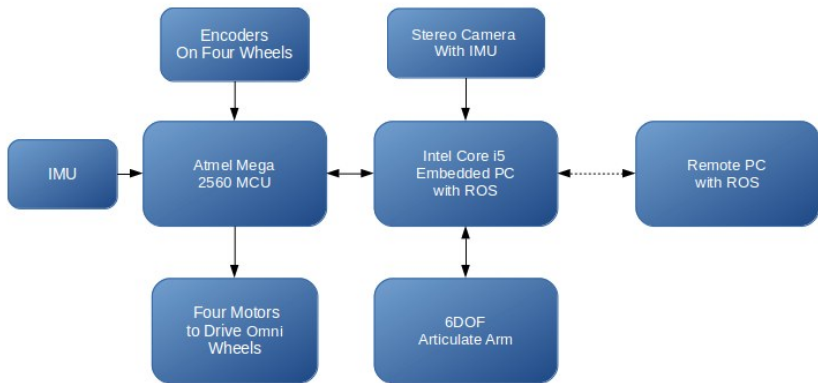 Encoders
On Four Wheels
Stereo Camera
With IMU
IMU
Atmel Mega
2560 MCU
Intel Core i5
Embedded PC
with ROS
Remote PC
with ROS
Four Motors
to Drive Omni
Wheels
6DOF
Articulate Arm